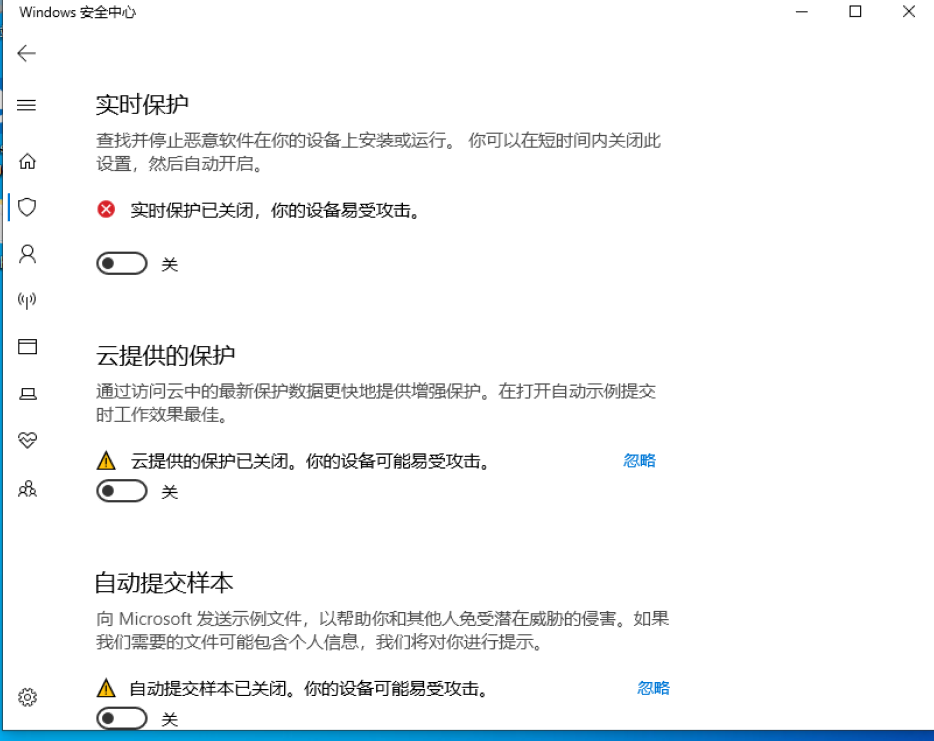 Windows 安全中心
实时保护
查找并停止恶意软件在你的设备上安装或运行。 你可以在短时间内关闭此
设置，然后自动开启。
实时保护已关闭，你的设备易受攻击。
关
云提供的保护
通过访问云中的最新保护数据更快地提供增强保护。在打开自动示例提交
时工作效果最佳。
云提供的保护已关闭。你的设备可能易受攻击。 忽略
关
自动提交样本
向 Microsoft 发送示例文件，以帮助你和其他人免受潜在威胁的侵害。如果
我们需要的文件可能包含个人信息，我们将对你进行提示。
自动提交样本已关闭。你的设备可能易受攻击。 忽略
关